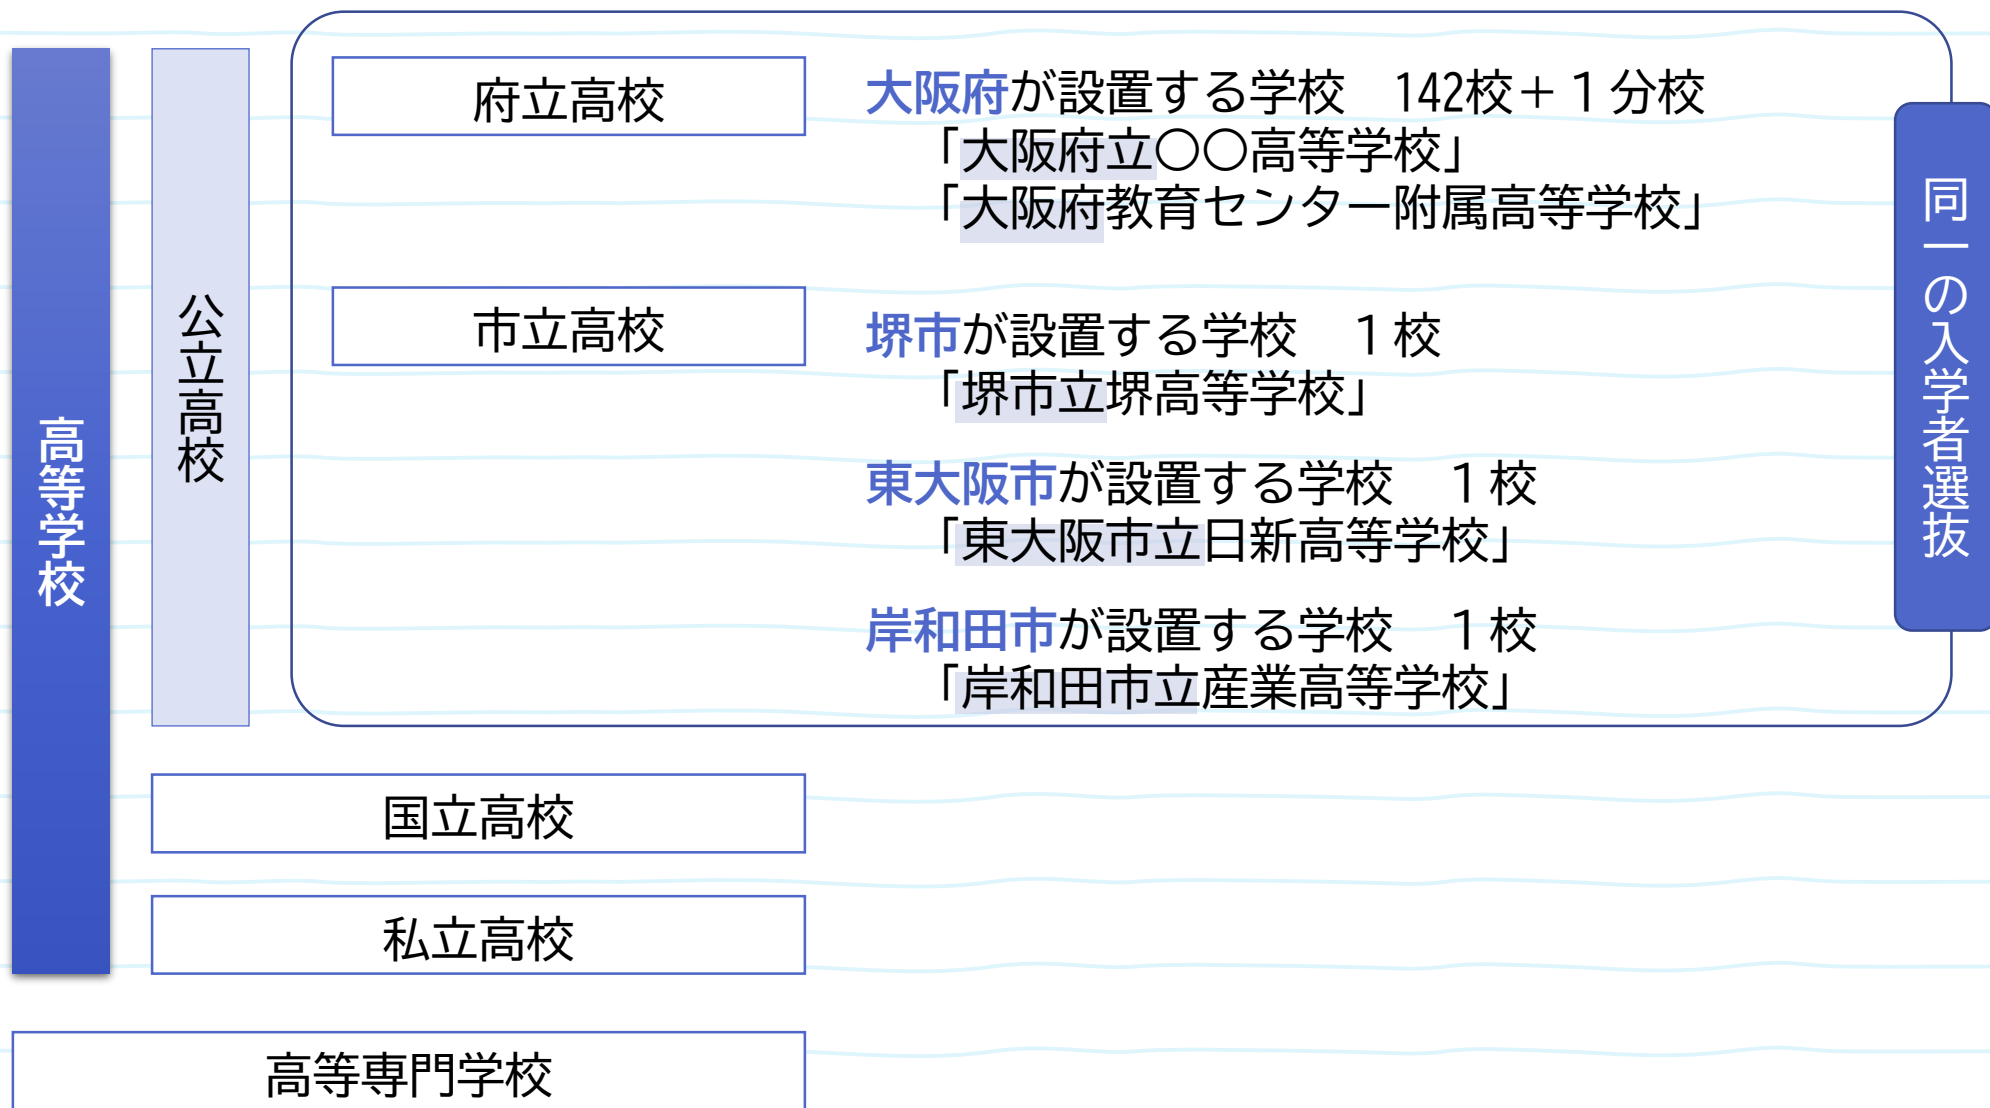 高等学校
公立高校
府立高校
大阪府が設置する学校　142校＋１分校
「大阪府立〇〇高等学校」
「大阪府教育センター附属高等学校」
市立高校
堺市が設置する学校　１校
「堺市立堺高等学校」
東大阪市が設置する学校　１校
「東大阪市立日新高等学校」
岸和田市が設置する学校　１校
「岸和田市立産業高等学校」
同一の入学者選抜
国立高校
私立高校
高等専門学校